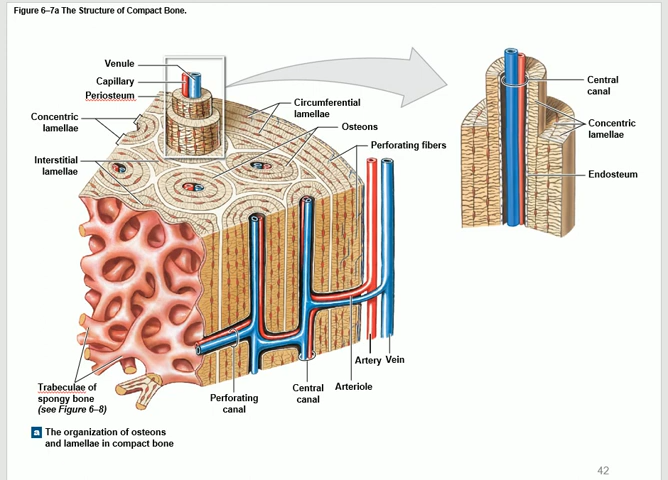 Figure 6–7a The Structure of Compact Bone.
Venule
Capillary
Periosteum
Concentric
lamellae
Interstitial
lamellae
Circumferential
lamellae
Osteons
Perforating fibers
Central
canal
Concentric
lamellae
Endosteum
Trabeculae of
spongy bone
(see Figure 6–8)
Perforating
canal
Central
canal
Arteriole
Artery
Vein
a The organization of osteons
and lamellae in compact bone
42